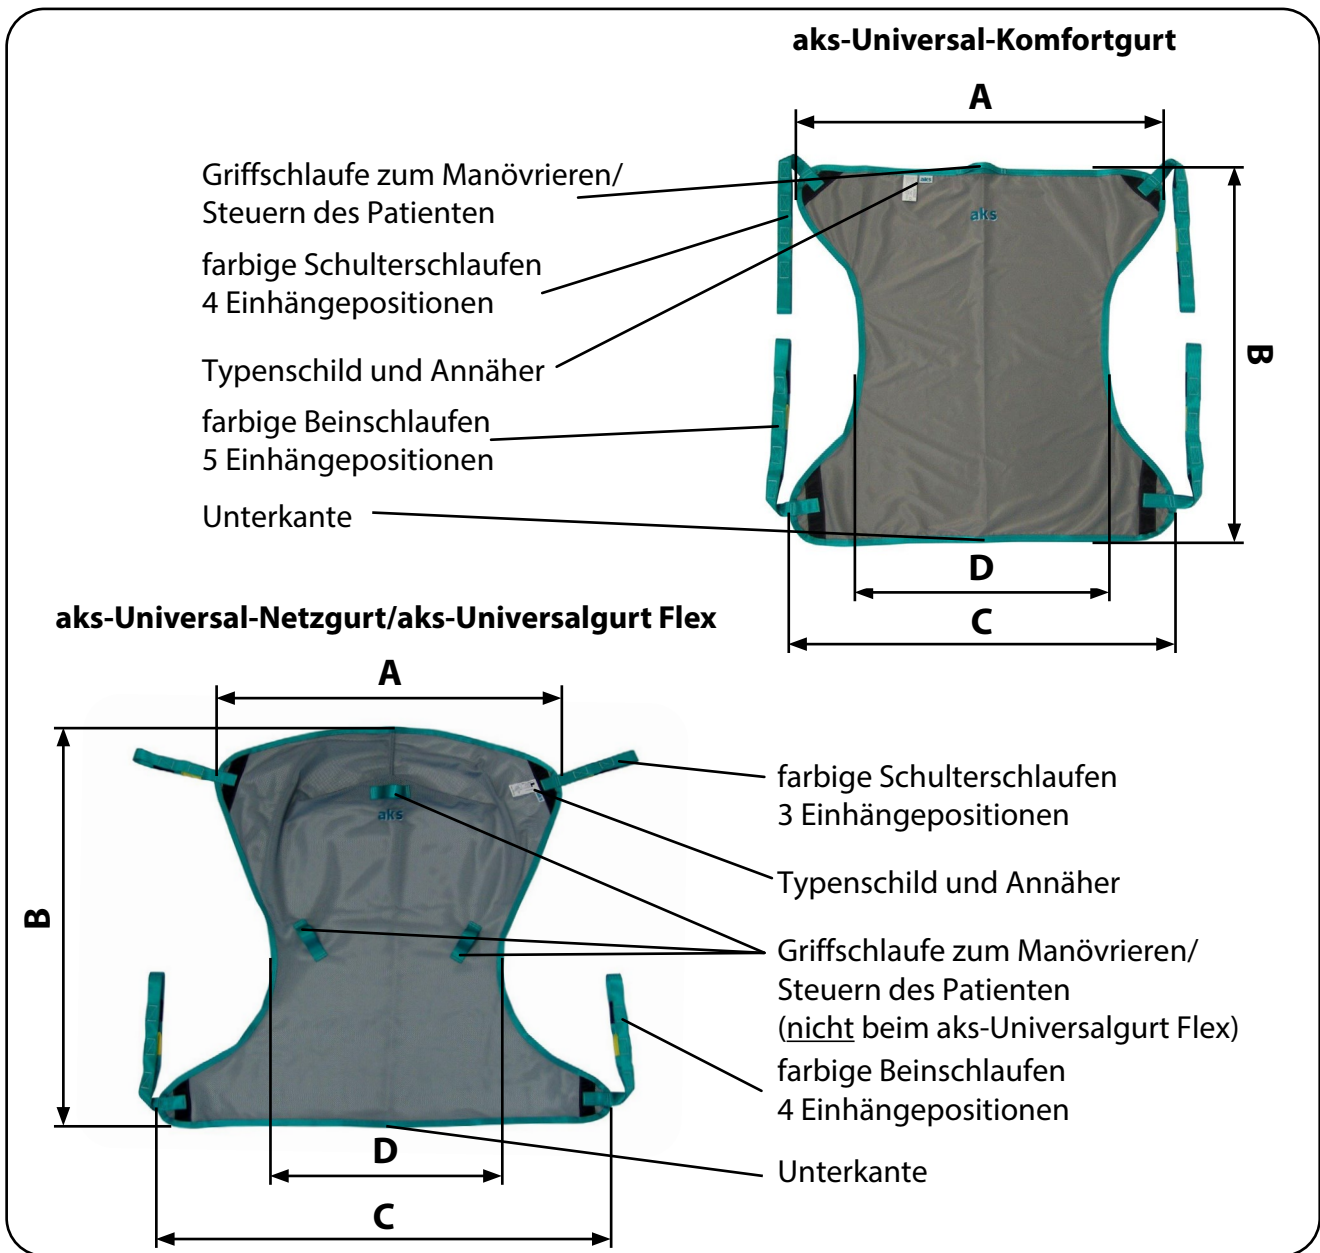 aks-Universal-Komfortgurt
A
Griffschlaufe zum Manövrieren/
Steuern des Patienten
farbige Schulterschlaufen
4 Einhängepositionen
Typenschild und Annäher
farbige Beinschlaufen
5 Einhängepositionen
Unterkante
aks
B
D
C
aks-Universal-Netzgurt/aks-Universalgurt Flex
A
aks
B
D
C
farbige Schulterschlaufen
3 Einhängepositionen
Typenschild und Annäher
Griffschlaufe zum Manövrieren/
Steuern des Patienten
(nicht beim aks-Universalgurt Flex)
farbige Beinschlaufen
4 Einhängepositionen
Unterkante